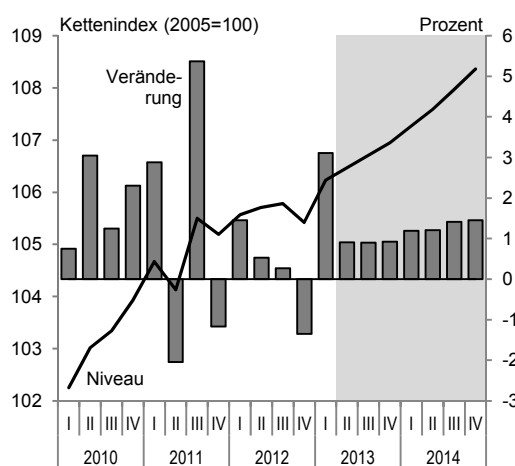 Kettenindex (2005=100) Prozent
109 6
108 5
107 4
106 3
105 2
104 1
103 0
102 -1
-2
-3
Verände-
rung
Niveau
I II III IV I II III IV I II III IV I II III IV I II III IV
2010 2011 2012 2013 2014